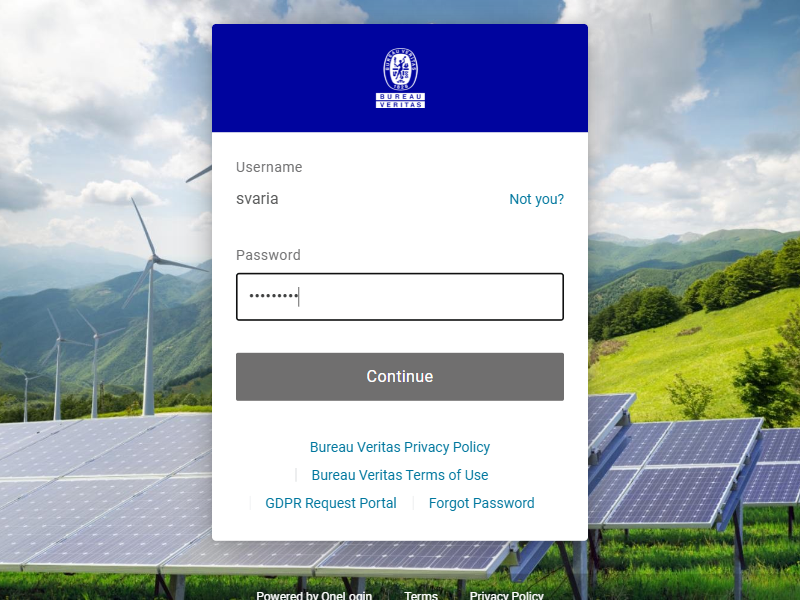 BUREAU VERITAS
1828
BUREAU
VERITAS
Username
svaria Not you?
Password
•••••••••
Continue
Bureau Veritas Privacy Policy
Bureau Veritas Terms of Use
GDPR Request Portal Forgot Password
Powered by OneLogin Terms Privacy Policy